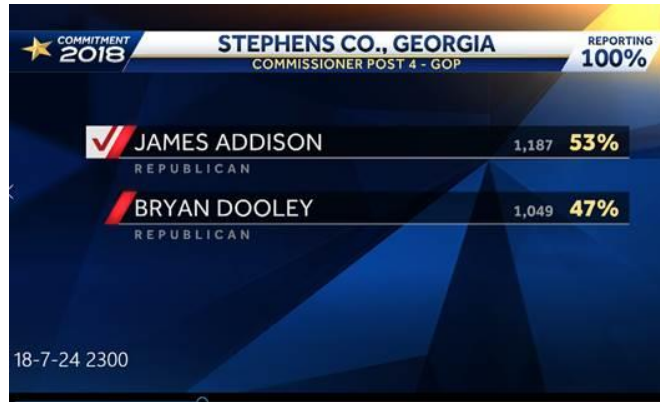 COMMITMENT
2018
STEPHENS CO., GEORGIA
COMMISSIONER POST 4 - GOP
REPORTING
100%
JAMES ADDISON 1,187 53%
REPUBLICAN
BRYAN DOOLEY 1,049 47%
REPUBLICAN
18-7-24 2300